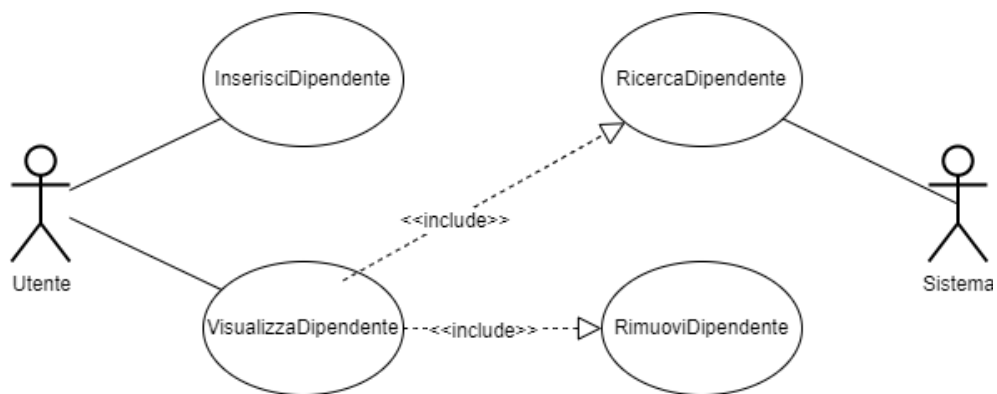 InserisciDipendente
RicercaDipendente
<<include>>
Utente
Sistema
VisualizzaDipendente
<<include>>
RimuoviDipendente